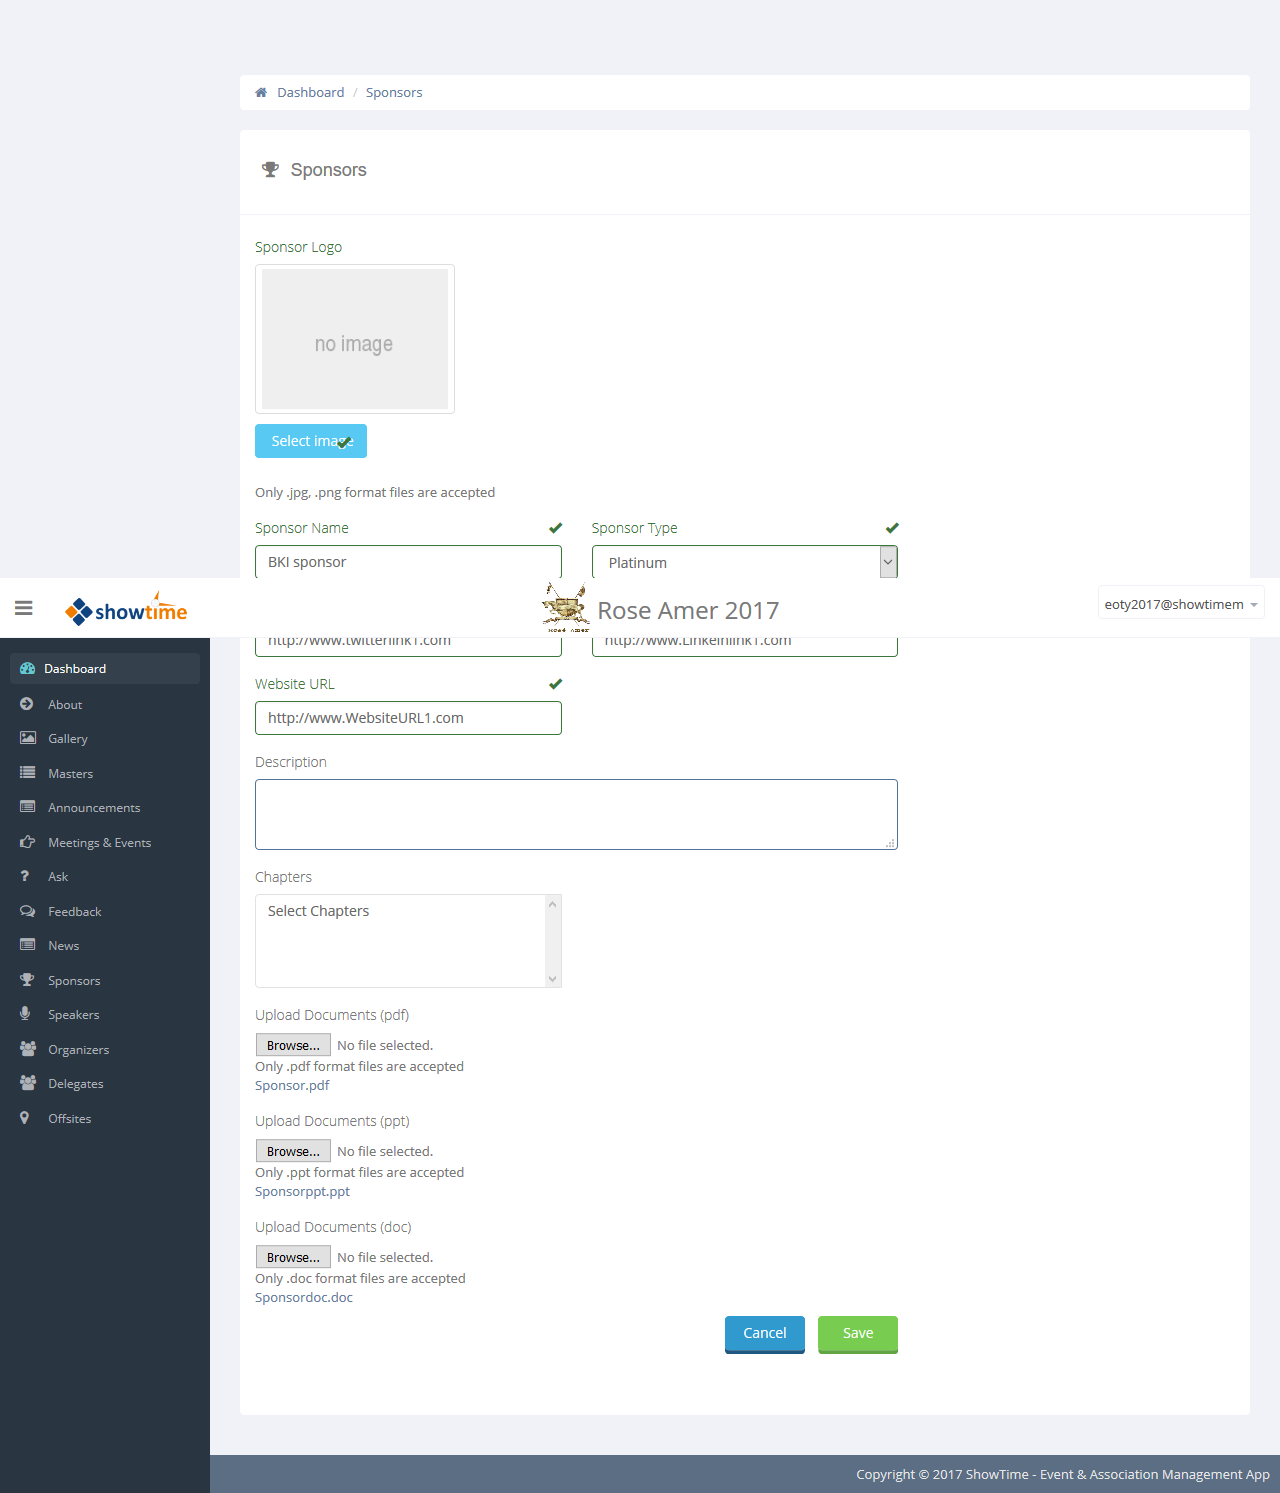 Dashboard / Sponsors
Sponsors
Sponsor Logo
no image
Select image
Only .jpg, .png format files are accepted
Sponsor Name
Sponsor Type
BKI sponsor
Platinum
showtime
Rose Amer 2017
eoty2017@showtimem
http://www.twitterlink1.com
http://www.Linkeinlink1.com
Dashboard
About
Gallery
Masters
Announcements
Meetings & Events
Ask
Feedback
News
Sponsors
Speakers
Organizers
Delegates
Offsites
Website URL
http://www.WebsiteURL1.com
Description
Chapters
Select Chapters
Upload Documents (pdf)
Browse... No file selected.
Only .pdf format files are accepted
Sponsor.pdf
Upload Documents (ppt)
Browse... No file selected.
Only .ppt format files are accepted
Sponsorppt.ppt
Upload Documents (doc)
Browse... No file selected.
Only .doc format files are accepted
Sponsordoc.doc
Cancel
Save
Copyright © 2017 ShowTime - Event & Association Management App